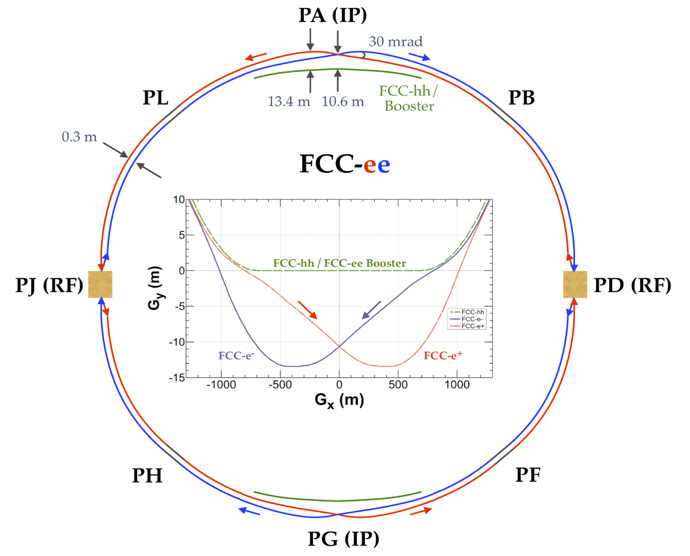 PA (IP)
30 mrad
13.4 m
10.6 m
FCC-hh /
Booster
PL
PB
0.3 m
FCC-ee
10
5
0
-5
-10
-15
Gy (m)
FCC-hh / FCC-ee Booster
FCC-hh
FCC-e-
FCC-e+
FCC-e-
FCC-e+
-1000
-500
0
500
1000
Gx (m)
PJ (RF)
PD (RF)
PH
PF
PG (IP)